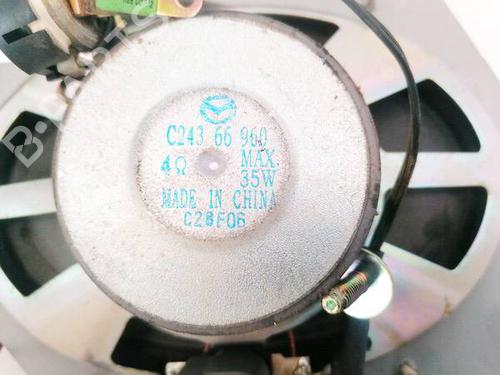 C243 66 960
4Ω MAX.
35W
MADE IN CHINA
C28F06